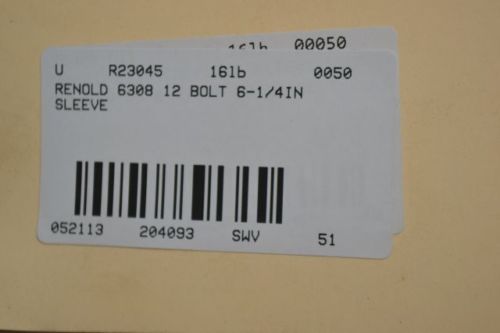 161b 00050
U R23045 161b 0050
RENOLD 6308 12 BOLT 6-1/4IN
SLEEVE
052113 204093 SWV 51